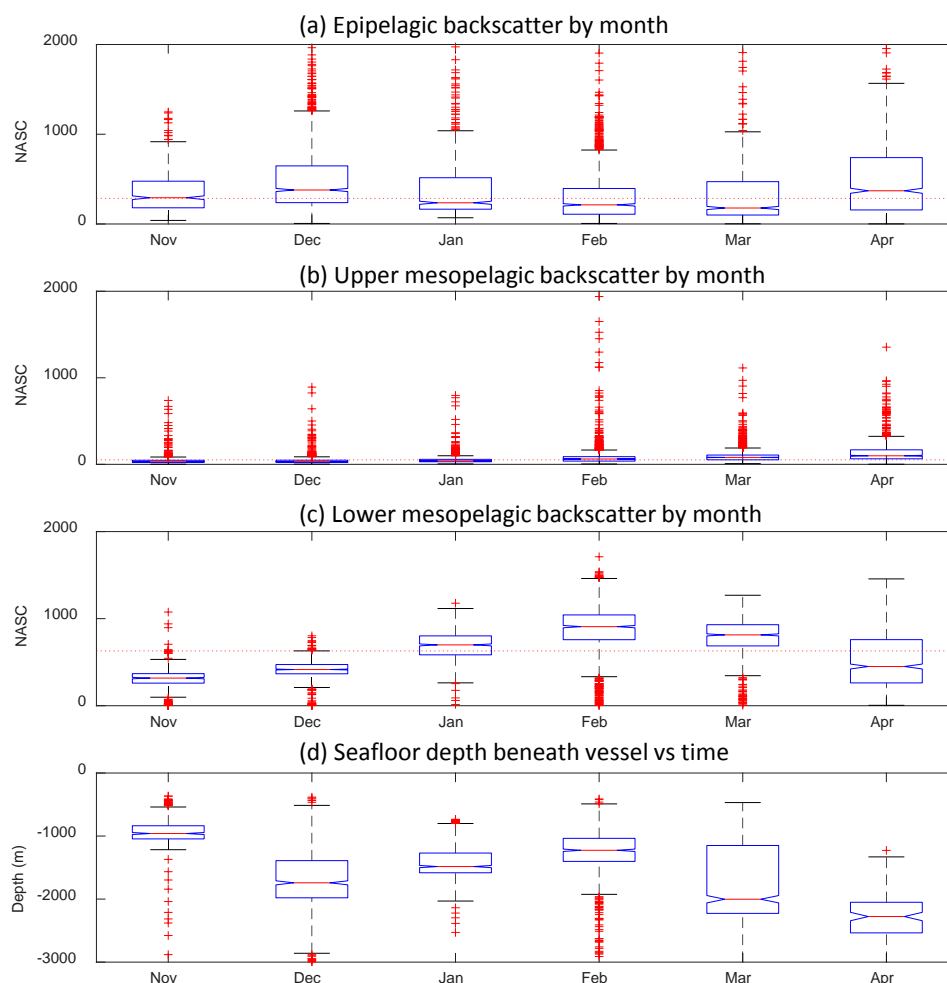 (a) Epipelagic backscatter by month
2000
1000
0
NASC
Nov Dec Jan Feb Mar Apr
(b) Upper mesopelagic backscatter by month
2000
1000
0
NASC
Nov Dec Jan Feb Mar Apr
(c) Lower mesopelagic backscatter by month
2000
1000
0
NASC
Nov Dec Jan Feb Mar Apr
(d) Seafloor depth beneath vessel vs time
0
-1000
-2000
-3000
Depth (m)
Nov Dec Jan Feb Mar Apr